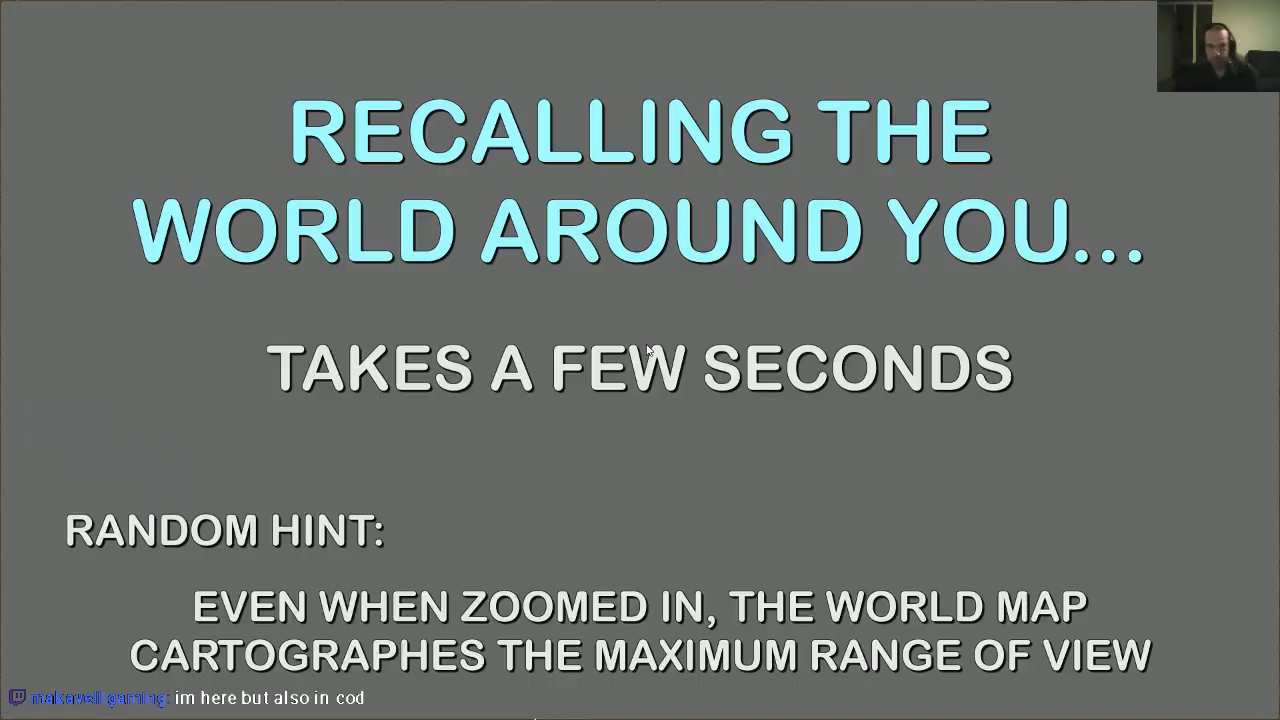 RECALLING THE
WORLD AROUND YOU...
TAKES A FEW SECONDS
RANDOM HINT:
EVEN WHEN ZOOMED IN, THE WORLD MAP
CARTOGRAPHES THE MAXIMUM RANGE OF VIEW
makaveli gaming: im here but also in cod